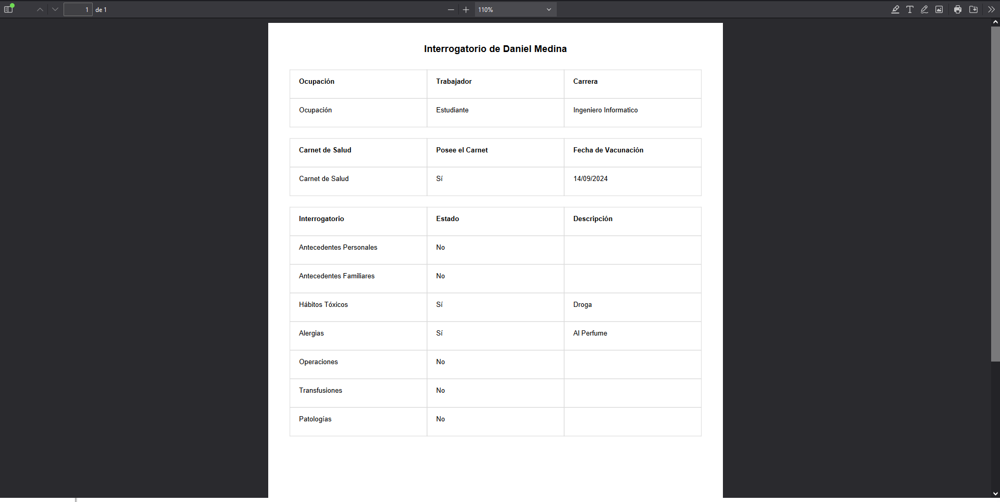 1 de 1 110%
Interrogatorio de Daniel Medina
Ocupación Trabajador Carrera
Ocupación Estudiante Ingeniero Informatico
Carnet de Salud Posee el Carnet Fecha de Vacunación
Carnet de Salud Sí 14/09/2024
Interrogatorio Estado Descripción
Antecedentes Personales No
Antecedentes Familiares No
Hábitos Tóxicos Sí Droga
Alergias Sí Al Perfume
Operaciones No
Transfusiones No
Patologías No